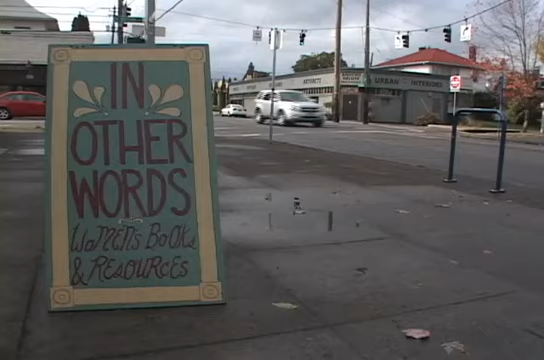 IN
OTHER
WORDS
WOMEN'S BOOKS
& RESOURCES
URBAN INTERIORS